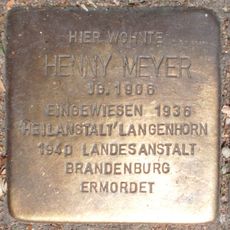 HIER WOHNTE
HENNY MEYER
JG. 1906
EINGEWIESEN 1936
HEILANSTALT LANGENHORN
1940 LANDESANSTALT
BRANDENBURG
ERMORDET